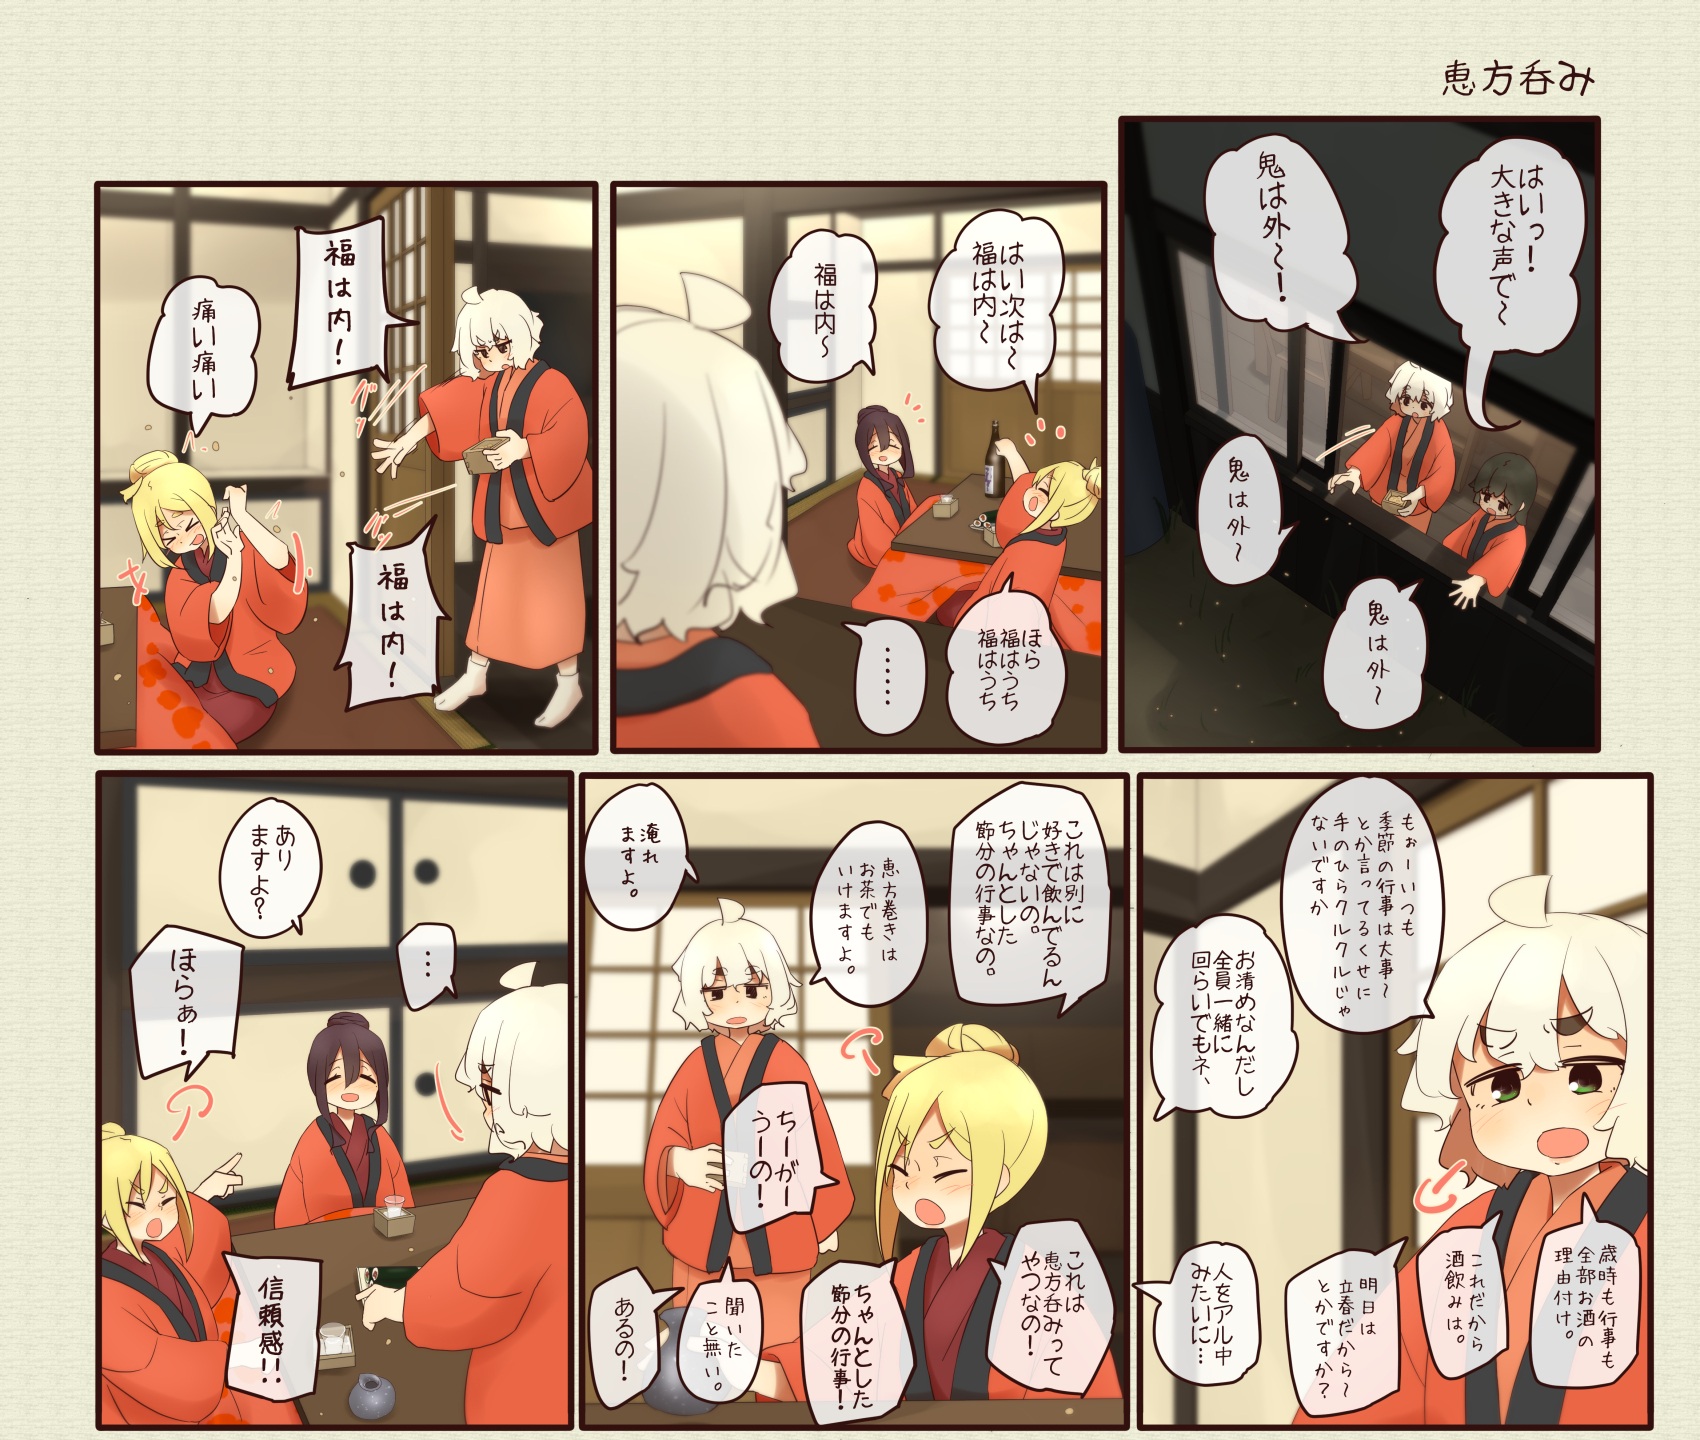 恵方呑み
はいっ!
大きな声で～
鬼は外～!
鬼は外～
鬼は外～
はい次は～
福は内～
福は内～
ほら
福はうち
福はうち
……
福は内!
福は内!
痛い痛い
もぉーいつも
季節の行事は大事～
とか言ってるくせに
手のひらクルクルじゃ
ないですか
お清めなんだし
全員一緒に
回らいでもネ、
歳時も行事も
全部お酒の
理由付け。
これだから
酒飲みは。
明日は
立春だから～
とかですか?
人をアル中
みたいに…
これは別に
好きで飲んでるん
じゃないの。
ちゃんとした
節分の行事なの。
恵方巻きは
お茶でも
いけますよ。
淹れ
ますよ。
ちーがー
うーの!
これは
恵方呑みって
やつなの!
ちゃんとした
節分の行事!
聞いた
こと無い。
あるの!
…
あり
ますよ?
ほらぁ!
信頼感!!